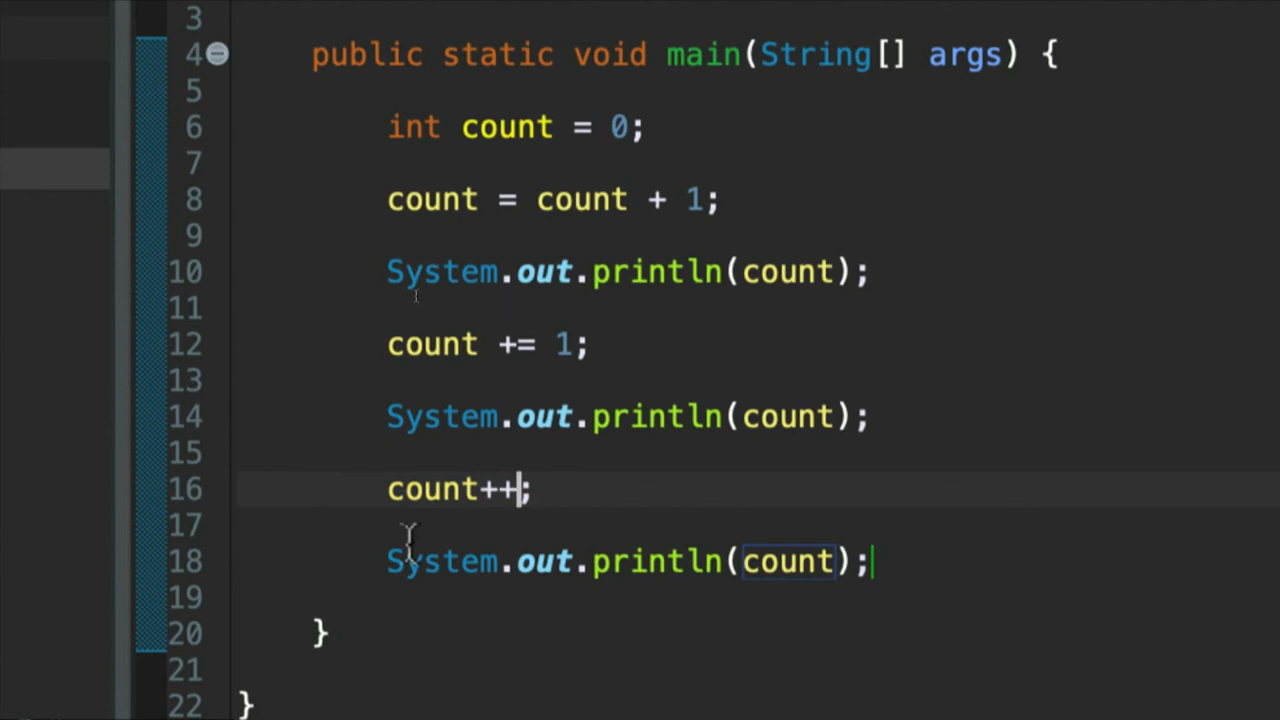 3
4 public static void main(String[] args) {
5
6 int count = 0;
7
8 count = count + 1;
9
10 System.out.println(count);
11
12 count += 1;
13
14 System.out.println(count);
15
16 count++;
17
18 System.out.println(count);
19
20 }
21
22 }